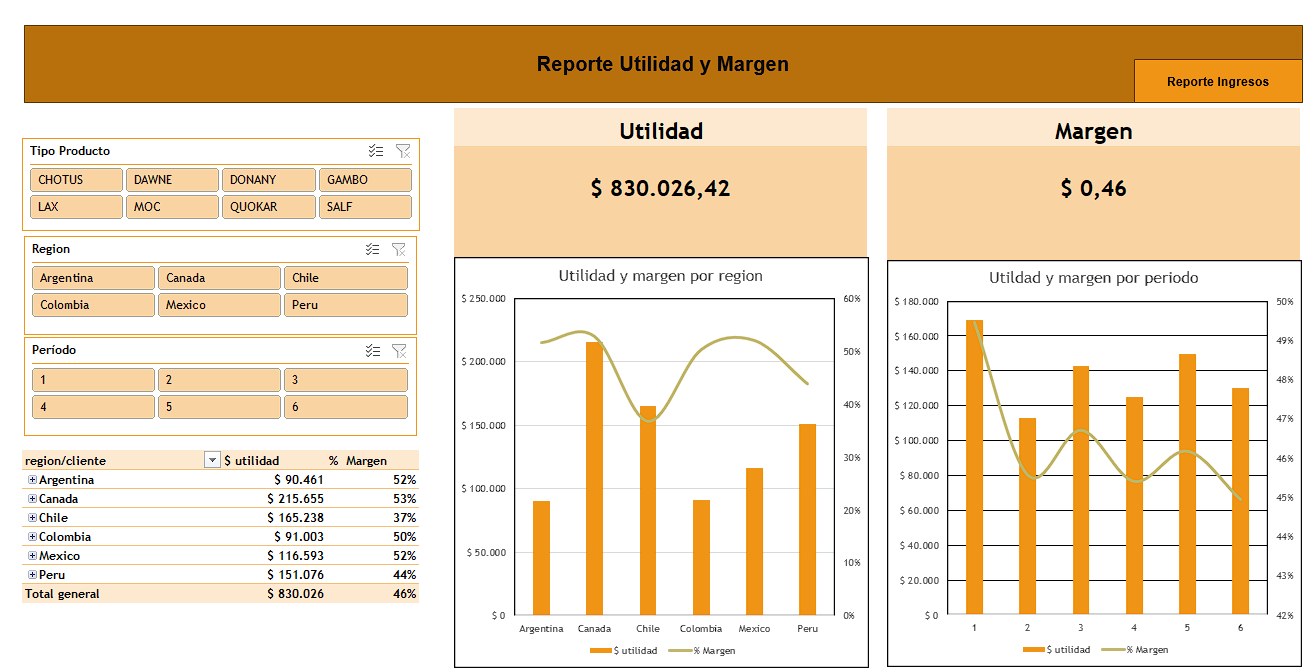 Reporte Utilidad y Margen
Reporte Ingresos
Tipo Producto
CHOTUS DAWNE DONANY GAMBO
LAX MOC QUOKAR SALF
Region
Argentina Canada Chile
Colombia Mexico Peru
Período
1 2 3
4 5 6
region/cliente $ utilidad % Margen
Argentina $ 90.461 52%
Canada $ 215.655 53%
Chile $ 165.238 37%
Colombia $ 91.003 50%
Mexico $ 116.593 52%
Peru $ 151.076 44%
Total general $ 830.026 46%
Utilidad
$ 830.026,42
Margen
$ 0,46
Utilidad y margen por region
$ 250.000 60%
$ 200.000 50%
$ 150.000 40%
$ 100.000 30%
$ 50.000 20%
$ 0 10%
0%
Argentina Canada Chile Colombia Mexico Peru
$ utilidad % Margen
Utildad y margen por periodo
$ 180.000 50%
$ 160.000 49%
$ 140.000 48%
$ 120.000 47%
$ 100.000 46%
$ 80.000 45%
$ 60.000 44%
$ 40.000 43%
$ 20.000 42%
$ 0
1 2 3 4 5 6
$ utilidad % Margen